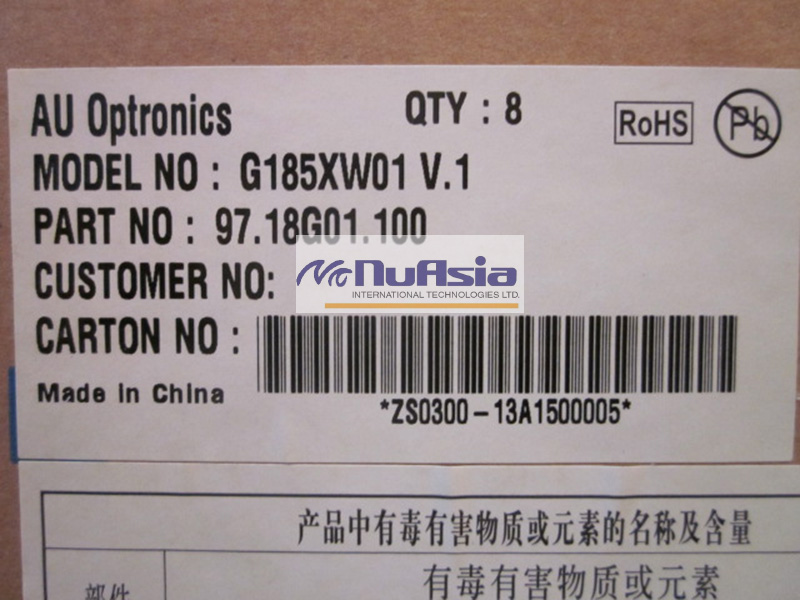 AU Optronics QTY : 8 RoHS Pb
MODEL NO : G185XW01 V.1
PART NO : 97.18G01.100
CUSTOMER NO:
NuAsia
INTERNATIONAL TECHNOLOGIES LTD.
CARTON NO :
*ZS0300-13A1500005*
Made in China
产品中有毒有害物质或元素的名称及含量
部件 有毒有害物质或元素